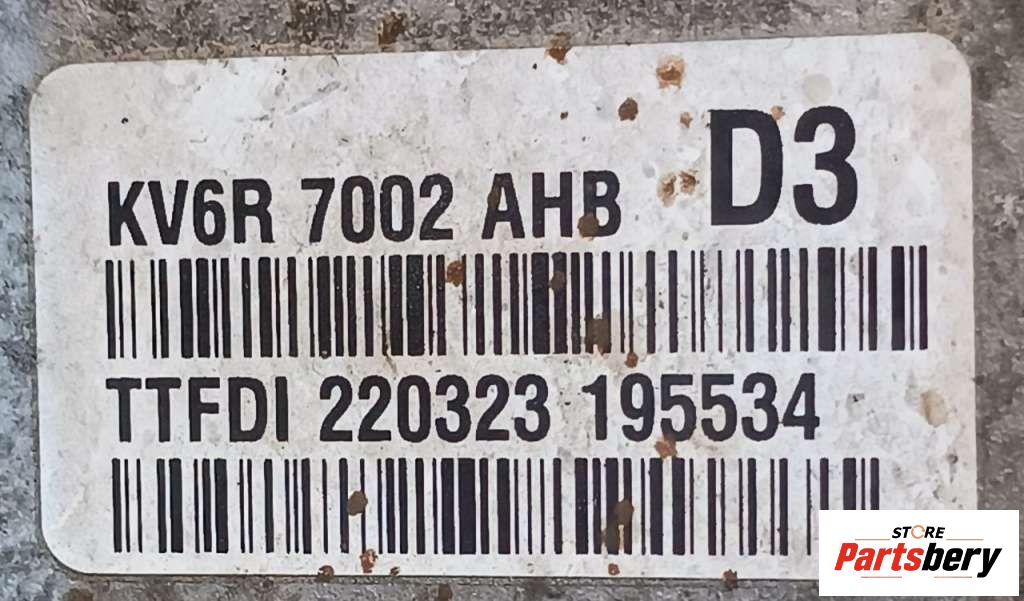 KV6R 7002 AHB D3
TTFDI 220323 195534
STORE
Partsbery